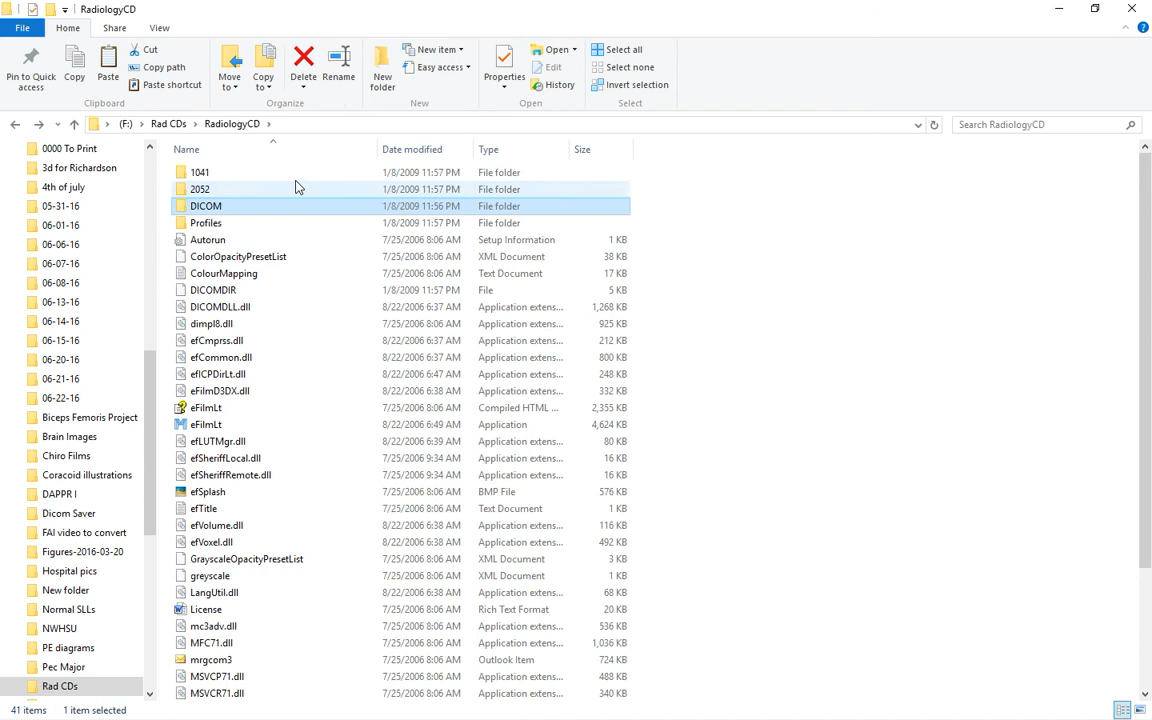 RadiologyCD
File Home Share View
Pin to Quick access
Copy
Paste
Cut
Copy path
Paste shortcut
Clipboard
Move to
Copy to
Delete
Rename
Organize
New folder
New item
Easy access
New
Properties
Open
Edit
History
Open
Select all
Select none
Invert selection
Select
(F:) > Rad CDs > RadiologyCD >
Search RadiologyCD
0000 To Print
3d for Richardson
4th of july
05-31-16
06-01-16
06-06-16
06-07-16
06-08-16
06-13-16
06-14-16
06-15-16
06-20-16
06-21-16
06-22-16
Biceps Femoris Project
Brain Images
Chiro Films
Coracoid illustrations
DAPPR I
Dicom Saver
FAI video to convert
Figures-2016-03-20
Hospital pics
New folder
Normal SLLs
NWHSU
PE diagrams
Pec Major
Rad CDs
Name Date modified Type Size
1041 1/8/2009 11:57 PM File folder
2052 1/8/2009 11:57 PM File folder
DICOM 1/8/2009 11:56 PM File folder
Profiles 1/8/2009 11:57 PM File folder
Autorun 7/25/2006 8:06 AM Setup Information 1 KB
ColorOpacityPresetList 7/25/2006 8:06 AM XML Document 38 KB
ColourMapping 7/25/2006 8:06 AM Text Document 17 KB
DICOMDIR 1/8/2009 11:57 PM File 5 KB
DICOMDLL.dll 8/22/2006 6:37 AM Application extens... 1,268 KB
dimpl8.dll 7/25/2006 8:06 AM Application extens... 925 KB
efCmprss.dll 8/22/2006 6:37 AM Application extens... 212 KB
efCommon.dll 8/22/2006 6:37 AM Application extens... 800 KB
efICPDirLt.dll 8/22/2006 6:47 AM Application extens... 248 KB
eFilmD3DX.dll 8/22/2006 6:38 AM Application extens... 332 KB
eFilmLt 7/25/2006 8:06 AM Compiled HTML ... 2,355 KB
eFilmLt 8/22/2006 6:49 AM Application 4,624 KB
efLUTMgr.dll 8/22/2006 6:39 AM Application extens... 80 KB
efSheriffLocal.dll 7/25/2006 9:34 AM Application extens... 16 KB
efSheriffRemote.dll 7/25/2006 9:34 AM Application extens... 16 KB
efSplash 7/25/2006 8:06 AM BMP File 576 KB
efTitle 7/25/2006 8:06 AM Text Document 1 KB
efVolume.dll 8/22/2006 6:38 AM Application extens... 116 KB
efVoxel.dll 8/22/2006 6:38 AM Application extens... 492 KB
GrayscaleOpacityPresetList 7/25/2006 8:06 AM XML Document 3 KB
greyscale 7/25/2006 8:06 AM XML Document 1 KB
LangUtil.dll 8/22/2006 6:38 AM Application extens... 68 KB
License 7/25/2006 8:06 AM Rich Text Format 20 KB
mc3adv.dll 7/25/2006 8:06 AM Application extens... 536 KB
MFC71.dll 7/25/2006 8:06 AM Application extens... 1,036 KB
mrgcom3 7/25/2006 8:06 AM Outlook Item 724 KB
MSVCP71.dll 7/25/2006 8:06 AM Application extens... 488 KB
MSVCR71.dll 7/25/2006 8:06 AM Application extens... 340 KB
41 items 1 item selected